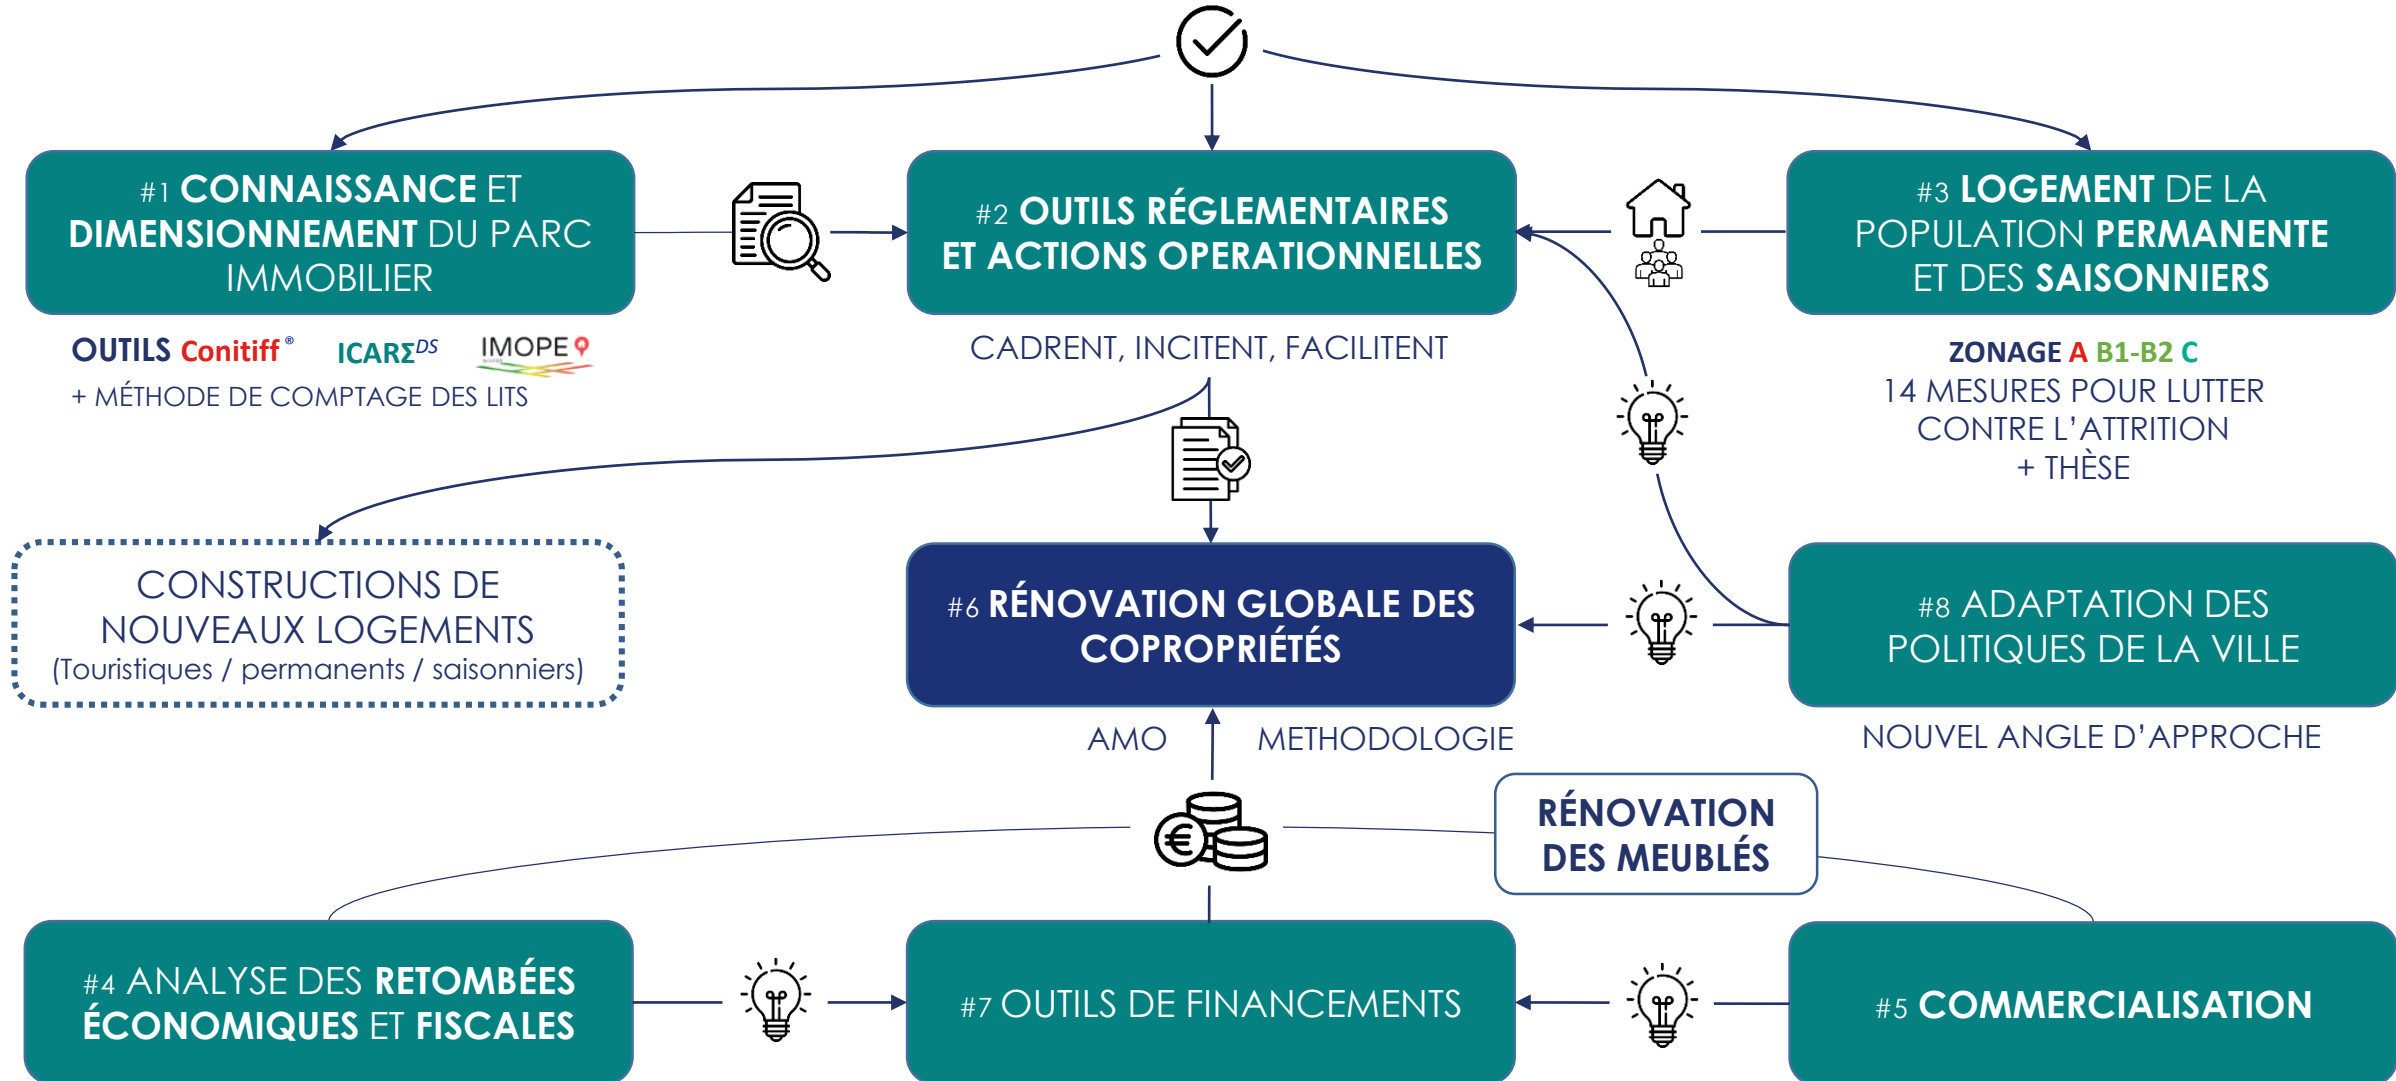 #1 CONNAISSANCE ET
DIMENSIONNEMENT DU PARC
IMMOBILIER
#2 OUTILS RÉGLEMENTAIRES
ET ACTIONS OPERATIONNELLES
#3 LOGEMENT DE LA
POPULATION PERMANENTE
ET DES SAISONNIERS
OUTILS Conitiff® ICARΣDS IMOPE
+ MÉTHODE DE COMPTAGE DES LITS
CADRENT, INCITENT, FACILITENT
ZONAGE A B1-B2 C
14 MESURES POUR LUTTER
CONTRE L'ATTRITION
+ THÈSE
CONSTRUCTIONS DE
NOUVEAUX LOGEMENTS
(Touristiques / permanents / saisonniers)
#6 RÉNOVATION GLOBALE DES
COPROPRIÉTÉS
#8 ADAPTATION DES
POLITIQUES DE LA VILLE
AMO METHODOLOGIE
NOUVEL ANGLE D'APPROCHE
RÉNOVATION
DES MEUBLÉS
€
#4 ANALYSE DES RETOMBÉES
ÉCONOMIQUES ET FISCALES
#7 OUTILS DE FINANCEMENTS
#5 COMMERCIALISATION